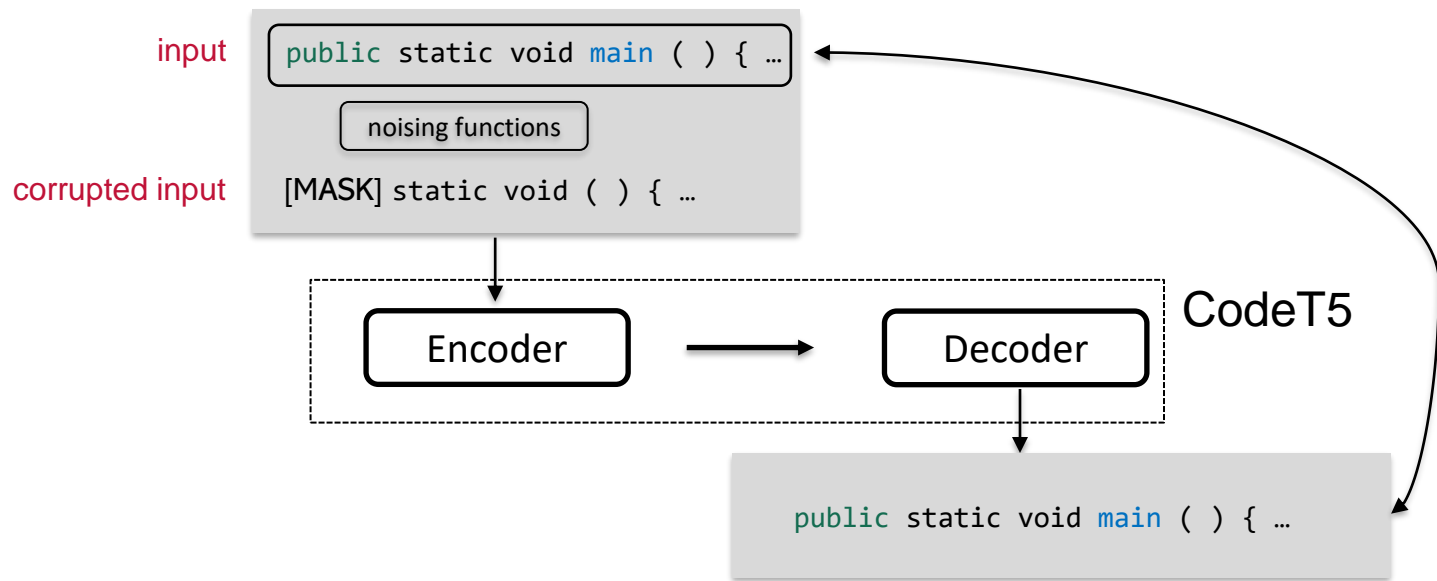 input
public static void main ( ) { …
noising functions
corrupted input
[MASK] static void ( ) { …
CodeT5
Encoder
Decoder
public static void main ( ) { …